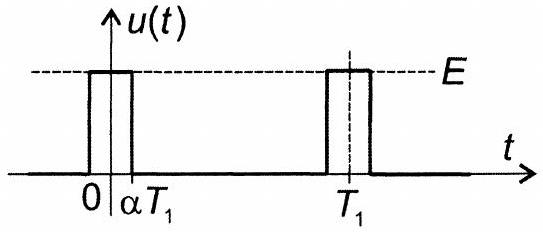 u(t)
E
t
0 αT₁ T₁